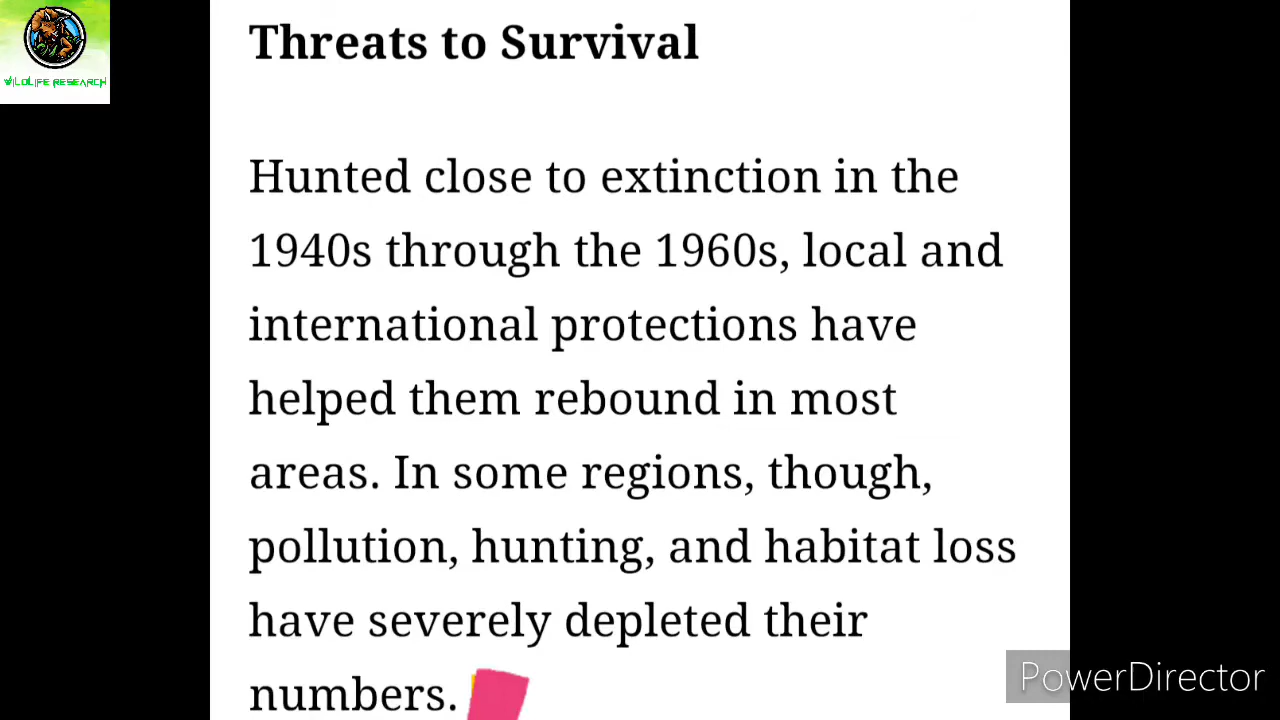 Threats to Survival
WILDLIFE RESEARCH
Hunted close to extinction in the
1940s through the 1960s, local and
international protections have
helped them rebound in most
areas. In some regions, though,
pollution, hunting, and habitat loss
have severely depleted their
numbers.
PowerDirector